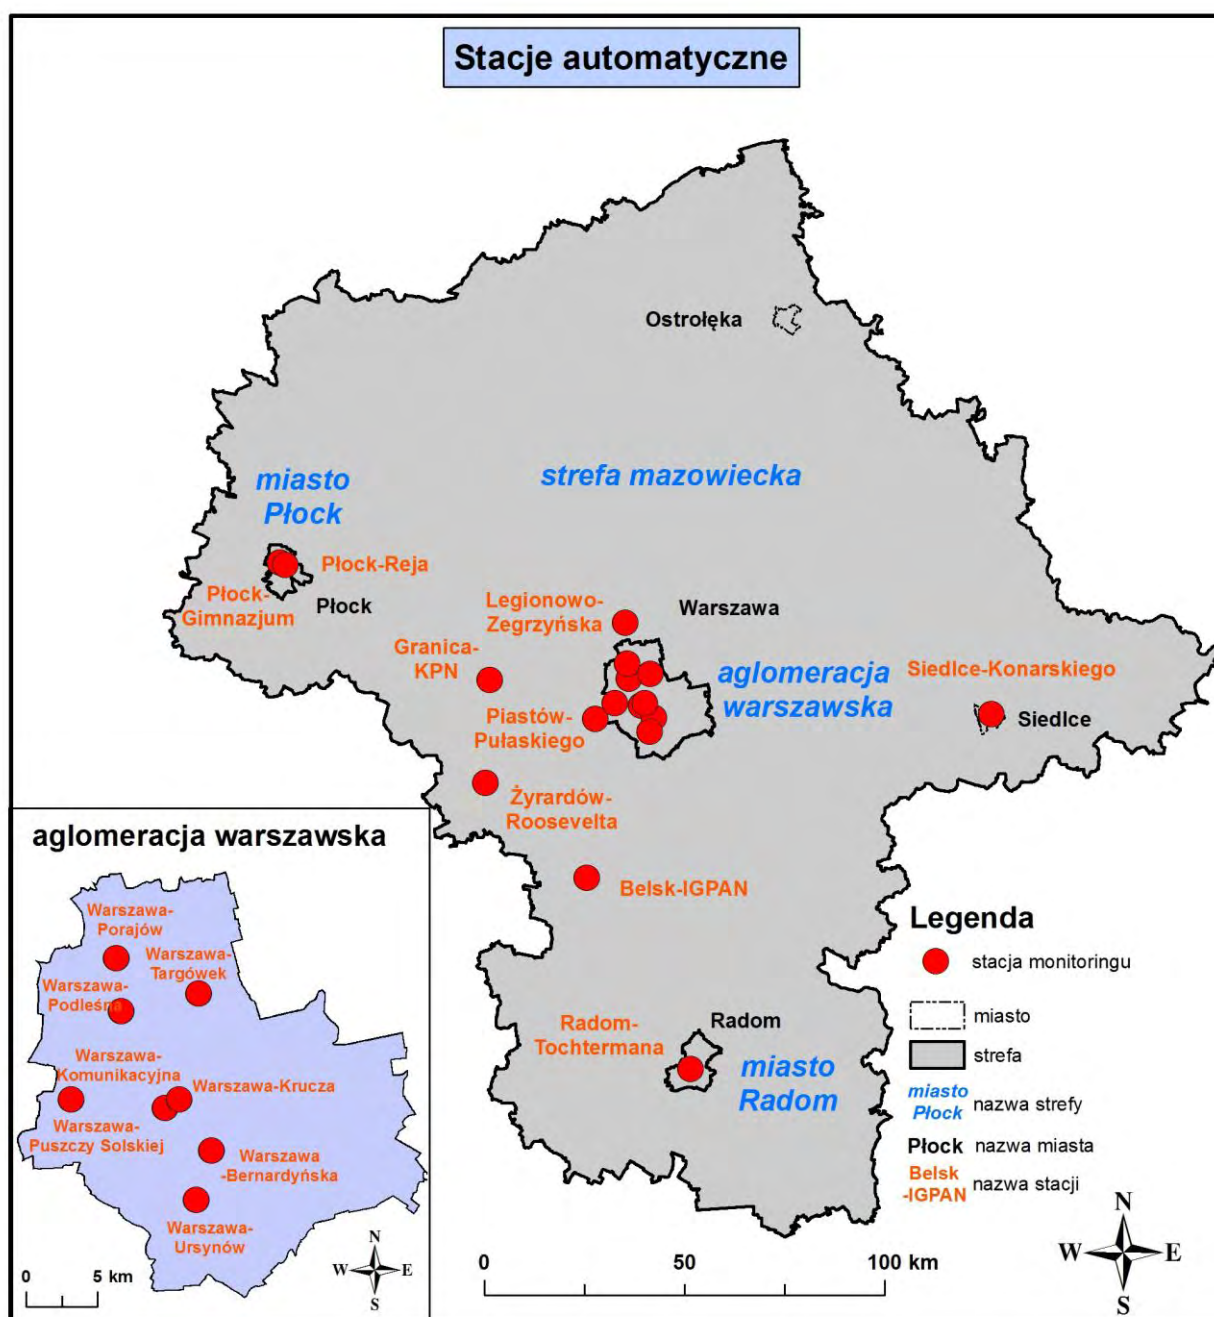 Stacje automatyczne
Ostrołęka
miasto
Płock
strefa mazowiecka
Płock-Reja
Płock-
Gimnazjum
Płock
Legionowo-
Zegrzyńska
Warszawa
Granica-
KPN
aglomeracja
warszawska
Siedlce-Konarskiego
Siedlce
Piastów-
Pułaskiego
Żyrardów-
Roosevelta
Belsk-IGPAN
Radom-
Tochtermana
Radom
miasto
Radom
aglomeracja warszawska
Warszawa-
Porajów
Warszawa-
Targówek
Warszawa-
Podleśna
Warszawa-
Komunikacyjna
Warszawa-Krucza
Warszawa-
Puszczy Solskiej
Warszawa
-Bernardyńska
Warszawa-
Ursynów
0 5 km
N
W E
S
Legenda
stacja monitoringu
miasto
strefa
miasto
Płock nazwa strefy
Płock nazwa miasta
Belsk
-IGPAN nazwa stacji
0 50 100 km
N
W E
S